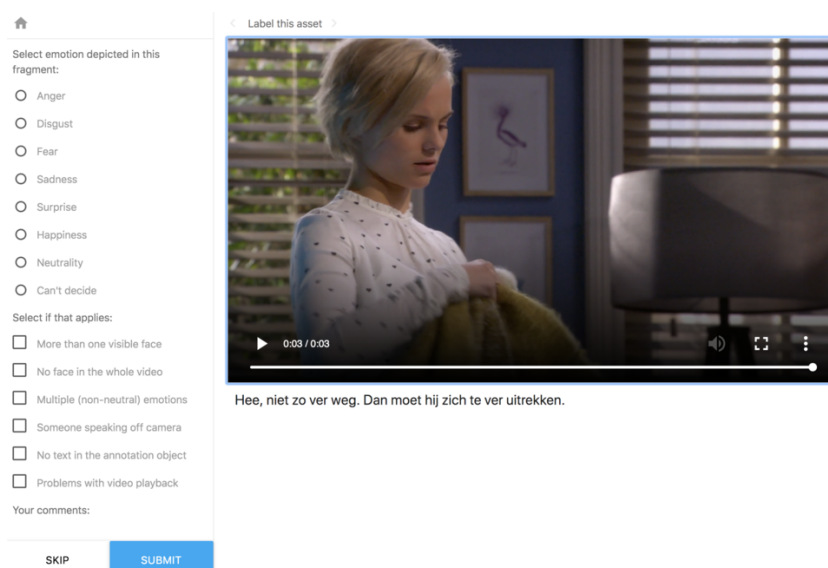 Label this asset
Select emotion depicted in this
fragment:
Anger
Disgust
Fear
Sadness
Surprise
Happiness
Neutrality
Can't decide
Select if that applies:
More than one visible face
No face in the whole video
Multiple (non-neutral) emotions
Someone speaking off camera
No text in the annotation object
Problems with video playback
Your comments:
SKIP
SUBMIT
0:03 / 0:03
Hee, niet zo ver weg. Dan moet hij zich te ver uitrekken.